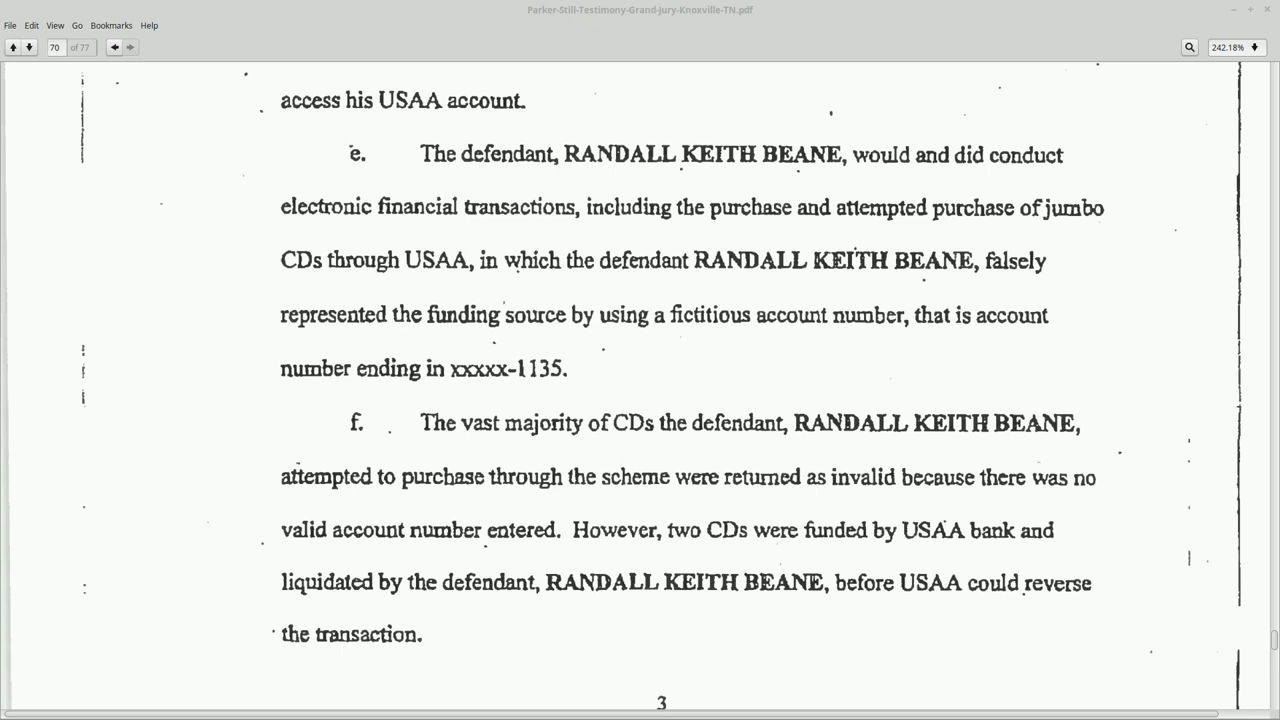 Parker-Still-Testimony-Grand-Jury-Knoxville-TN.pdf
File Edit View Go Bookmarks Help
70 of 77
242.18%
access his USAA account.
e. The defendant, RANDALL KEITH BEANE, would and did conduct
electronic financial transactions, including the purchase and attempted purchase of jumbo
CDs through USAA, in which the defendant RANDALL KEITH BEANE, falsely
represented the funding source by using a fictitious account number, that is account
number ending in xxxxx-1135.
f. The vast majority of CDs the defendant, RANDALL KEITH BEANE,
attempted to purchase through the scheme were returned as invalid because there was no
valid account number entered. However, two CDs were funded by USAA bank and
liquidated by the defendant, RANDALL KEITH BEANE, before USAA could reverse
the transaction.
3